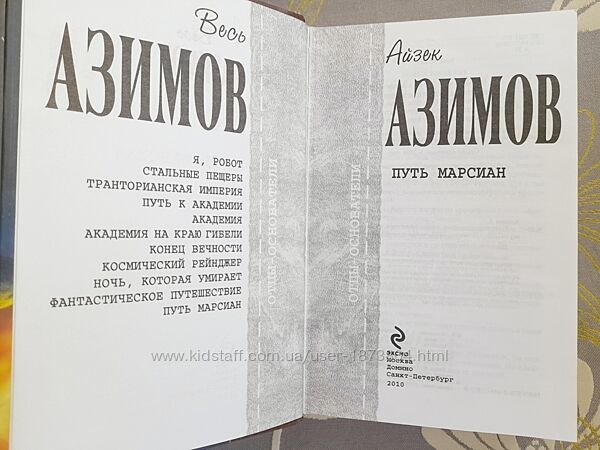 Весь
АЗИМОВ
Я, РОБОТ
СТАЛЬНЫЕ ПЕЩЕРЫ
ТРАНТОРИАНСКАЯ ИМПЕРИЯ
ПУТЬ К АКАДЕМИИ
АКАДЕМИЯ
АКАДЕМИЯ НА КРАЮ ГИБЕЛИ
КОНЕЦ ВЕЧНОСТИ
КОСМИЧЕСКИЙ РЕЙНДЖЕР
НОЧЬ, КОТОРАЯ УМИРАЕТ
ФАНТАСТИЧЕСКОЕ ПУТЕШЕСТВИЕ
ПУТЬ МАРСИАН
ОТЦЫ-ОСНОВАТЕЛИ
ОТЦЫ-ОСНОВАТЕЛИ
Айзек
АЗИМОВ
ПУТЬ МАРСИАН
ЭКСМО
Москва
Домино
Санкт-Петербург
2010